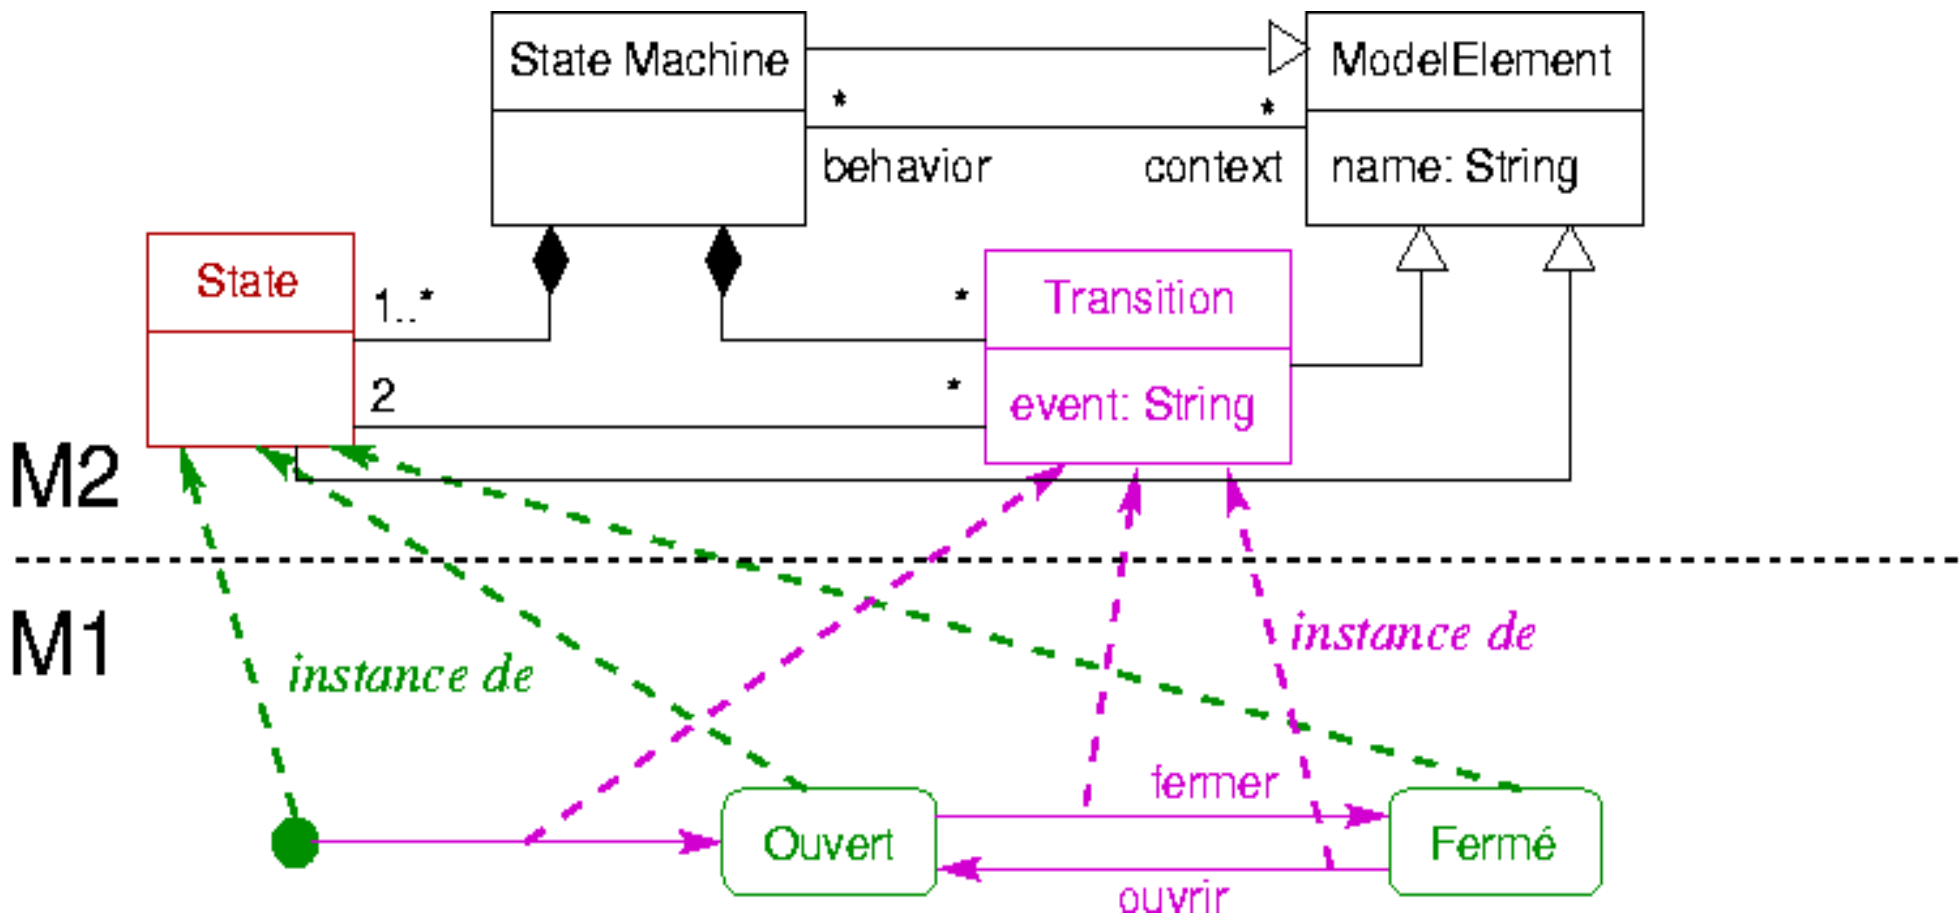 State Machine
ModelElement
*
*
behavior
context
name: String
State
1..*
*
Transition
2
*
event: String
M2
M1
instance de
instance de
fermer
Ouvert
Fermé
ouvrir